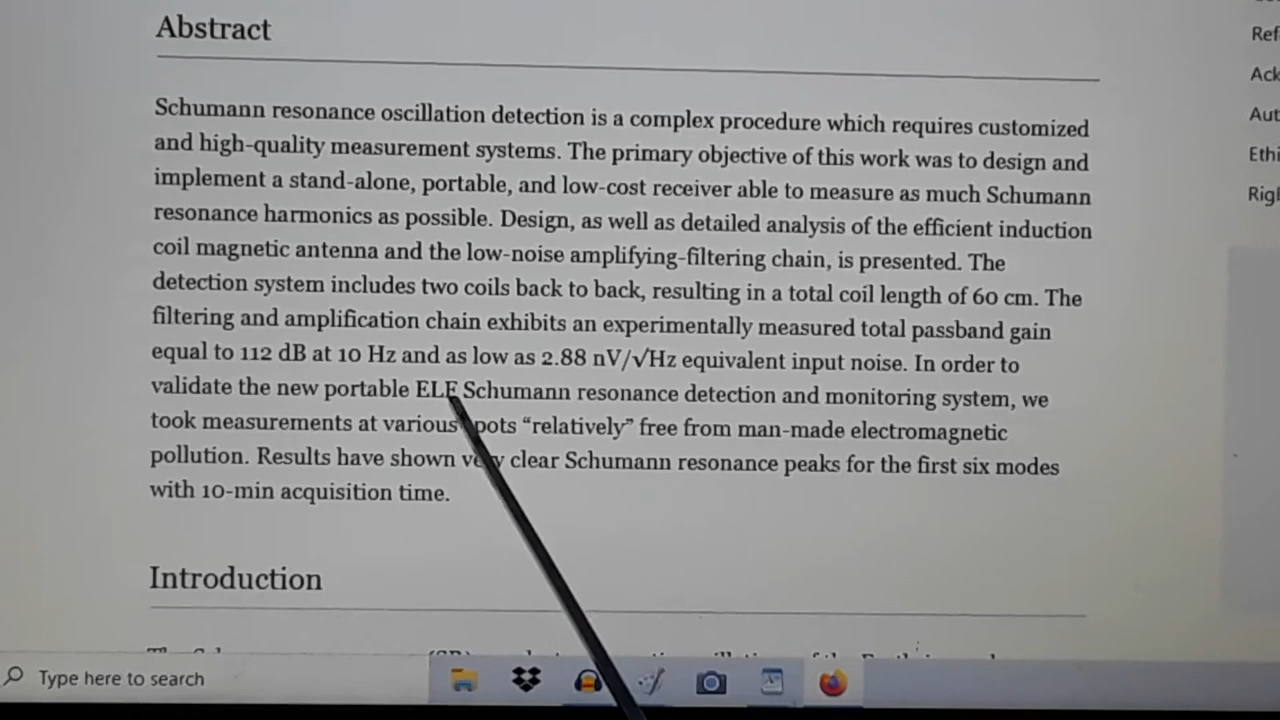 Abstract
Schumann resonance oscillation detection is a complex procedure which requires customized
and high-quality measurement systems. The primary objective of this work was to design and
implement a stand-alone, portable, and low-cost receiver able to measure as much Schumann
resonance harmonics as possible. Design, as well as detailed analysis of the efficient induction
coil magnetic antenna and the low-noise amplifying-filtering chain, is presented. The
detection system includes two coils back to back, resulting in a total coil length of 60 cm. The
filtering and amplification chain exhibits an experimentally measured total passband gain
equal to 112 dB at 10 Hz and as low as 2.88 nV/√Hz equivalent input noise. In order to
validate the new portable ELF Schumann resonance detection and monitoring system, we
took measurements at various spots “relatively” free from man-made electromagnetic
pollution. Results have shown very clear Schumann resonance peaks for the first six modes
with 10-min acquisition time.
Introduction
Ref
Ack
Aut
Ethi
Righ
Type here to search